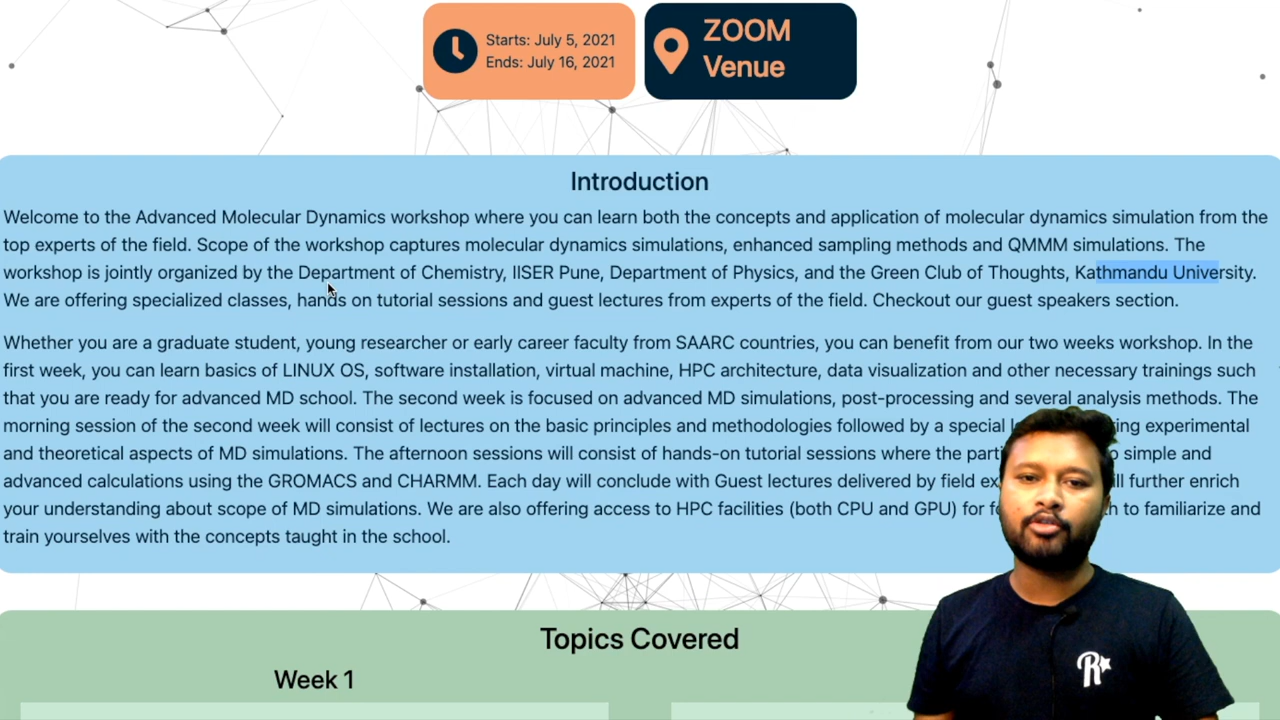 Starts: July 5, 2021
Ends: July 16, 2021
ZOOM
Venue
Introduction
Welcome to the Advanced Molecular Dynamics workshop where you can learn both the concepts and application of molecular dynamics simulation from the
top experts of the field. Scope of the workshop captures molecular dynamics simulations, enhanced sampling methods and QMMM simulations. The
workshop is jointly organized by the Department of Chemistry, IISER Pune, Department of Physics, and the Green Club of Thoughts, Kathmandu University.
We are offering specialized classes, hands on tutorial sessions and guest lectures from experts of the field. Checkout our guest speakers section.
Whether you are a graduate student, young researcher or early career faculty from SAARC countries, you can benefit from our two weeks workshop. In the
first week, you can learn basics of LINUX OS, software installation, virtual machine, HPC architecture, data visualization and other necessary trainings such
that you are ready for advanced MD school. The second week is focused on advanced MD simulations, post-processing and several analysis methods. The
morning session of the second week will consist of lectures on the basic principles and methodologies followed by a special experimental
and theoretical aspects of MD simulations. The afternoon sessions will consist of hands-on tutorial sessions where the simple and
advanced calculations using the GROMACS and CHARMM. Each day will conclude with Guest lectures delivered by field further enrich
your understanding about scope of MD simulations. We are also offering access to HPC facilities (both CPU and GPU) for to familiarize and
train yourselves with the concepts taught in the school.
Topics Covered
Week 1
R